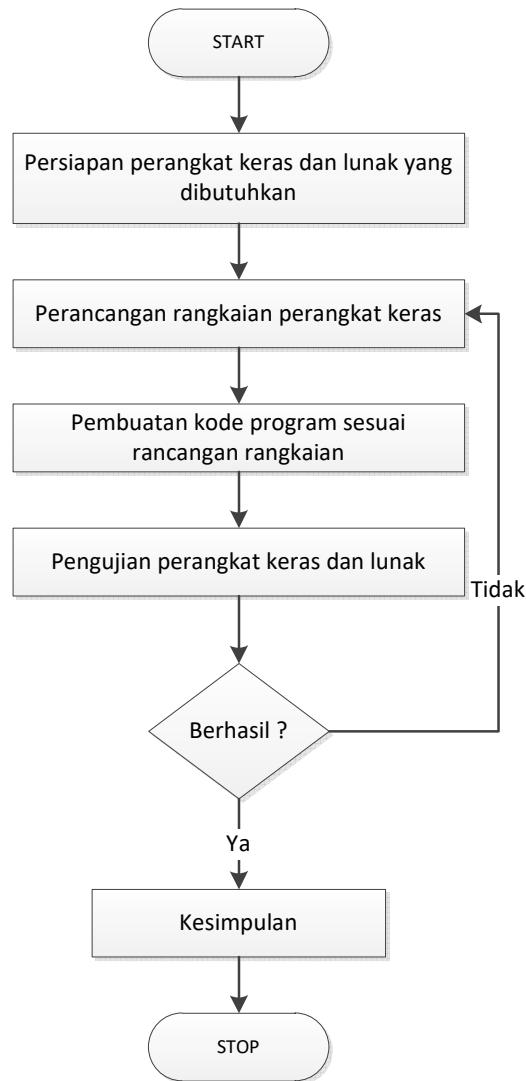 START
Persiapan perangkat keras dan lunak yang
dibutuhkan
Perancangan rangkaian perangkat keras
Pembuatan kode program sesuai
rancangan rangkaian
Pengujian perangkat keras dan lunak
Tidak
Berhasil ?
Ya
Kesimpulan
STOP